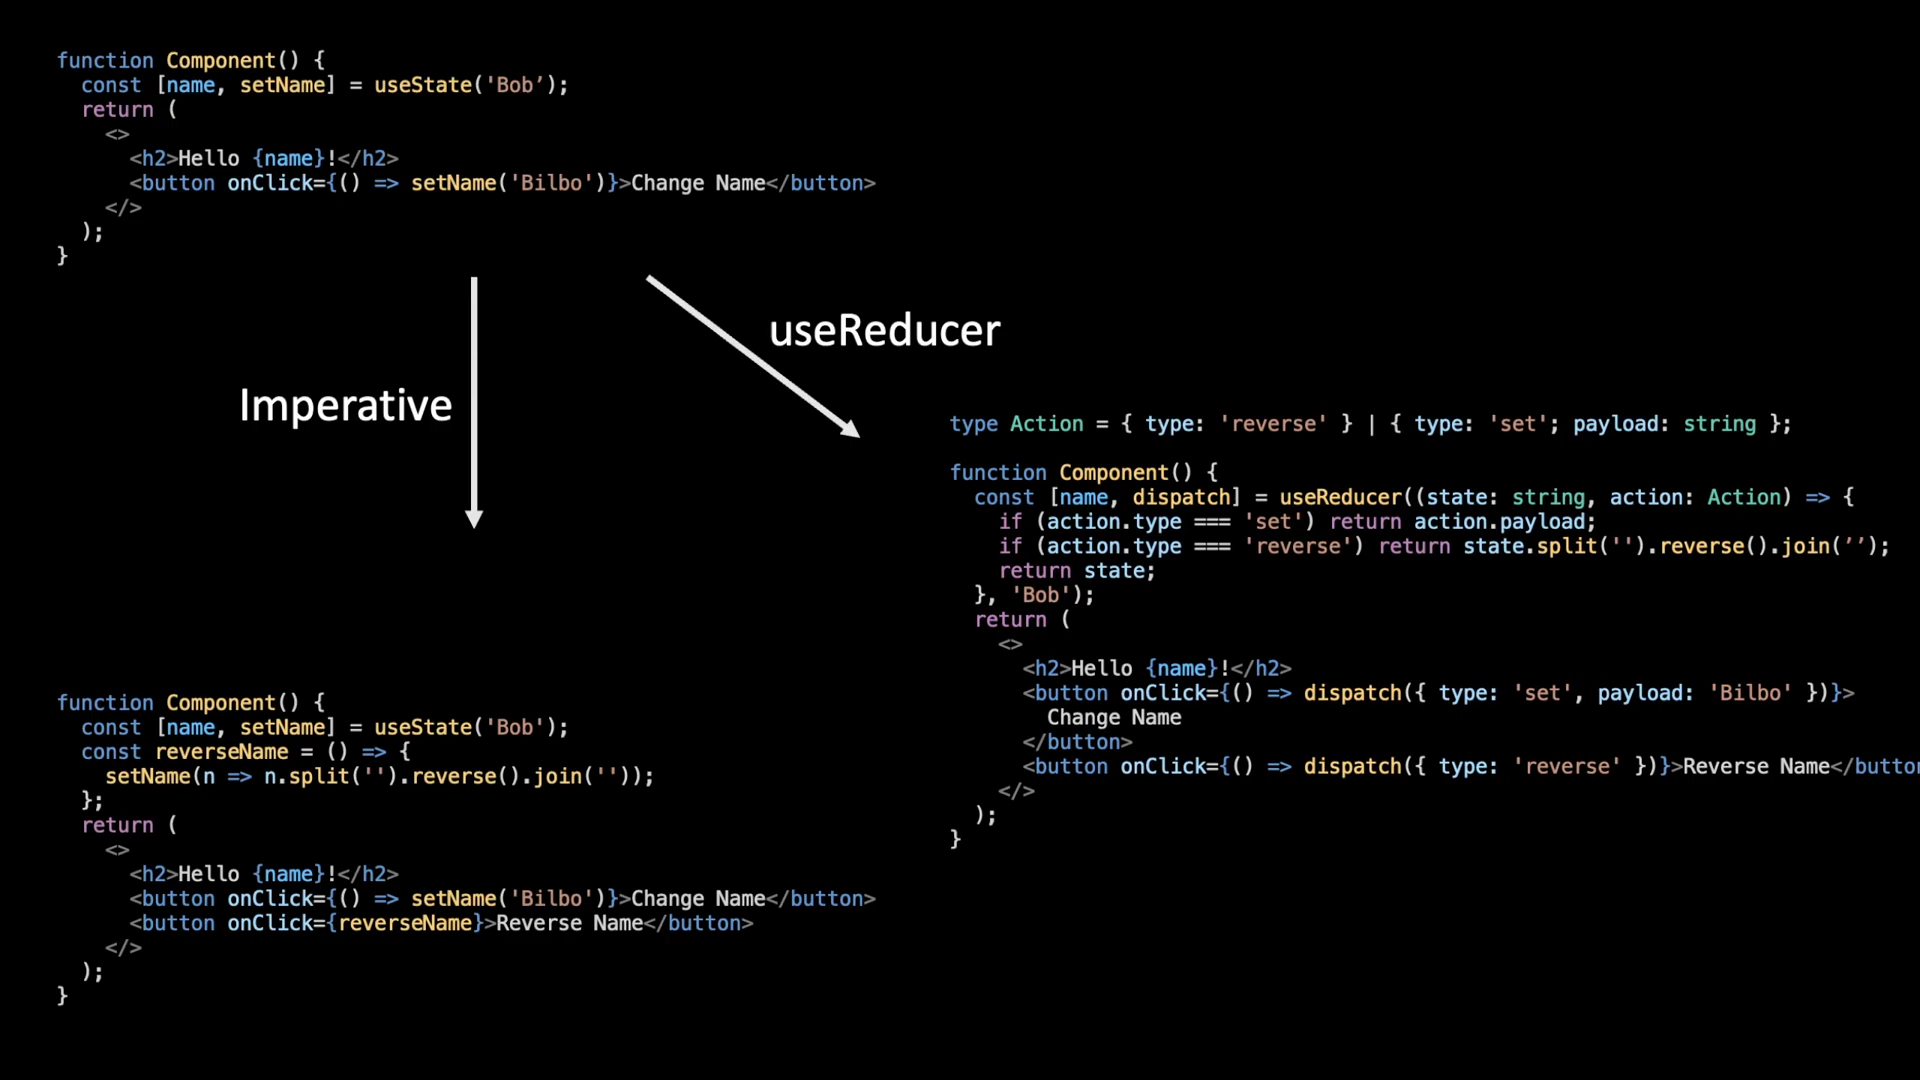 function Component() {
  const [name, setName] = useState('Bob’);
  return (
    <>
      <h2>Hello {name}!</h2>
      <button onClick={() => setName('Bilbo')}>Change Name</button>
    </>
  );
}
useReducer
Imperative
type Action = { type: 'reverse' } | { type: 'set'; payload: string };
function Component() {
  const [name, dispatch] = useReducer((state: string, action: Action) => {
    if (action.type === 'set') return action.payload;
    if (action.type === 'reverse') return state.split('').reverse().join(’’);
    return state;
  }, 'Bob');
  return (
    <>
      <h2>Hello {name}!</h2>
      <button onClick={() => dispatch({ type: 'set', payload: 'Bilbo' })}>
        Change Name
      </button>
      <button onClick={() => dispatch({ type: 'reverse' })}>Reverse Name</button
    </>
  );
}
function Component() {
  const [name, setName] = useState('Bob');
  const reverseName = () => {
    setName(n => n.split('').reverse().join(''));
  };
  return (
    <>
      <h2>Hello {name}!</h2>
      <button onClick={() => setName('Bilbo')}>Change Name</button>
      <button onClick={reverseName}>Reverse Name</button>
    </>
  );
}